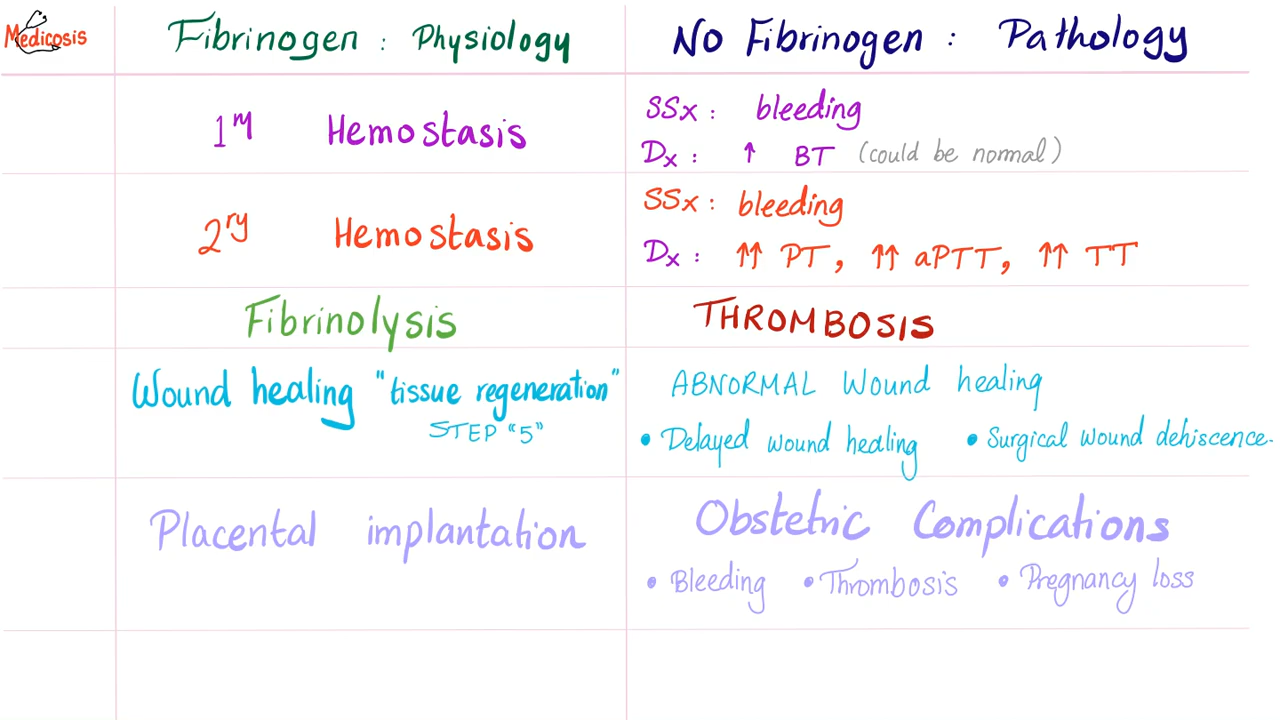 Medicosis
Fibrinogen : Physiology
No Fibrinogen : Pathology
1ry Hemostasis
SSx : bleeding
Dx : ↑ BT (could be normal)
2ry Hemostasis
SSx : bleeding
Dx : ↑↑ PT, ↑↑ aPTT, ↑↑ TT
Fibrinolysis
THROMBOSIS
Wound healing "tissue regeneration"
STEP "5"
ABNORMAL Wound healing
• Delayed wound healing • Surgical wound dehiscence.
Placental implantation
Obstetric Complications
• Bleeding • Thrombosis • Pregnancy loss